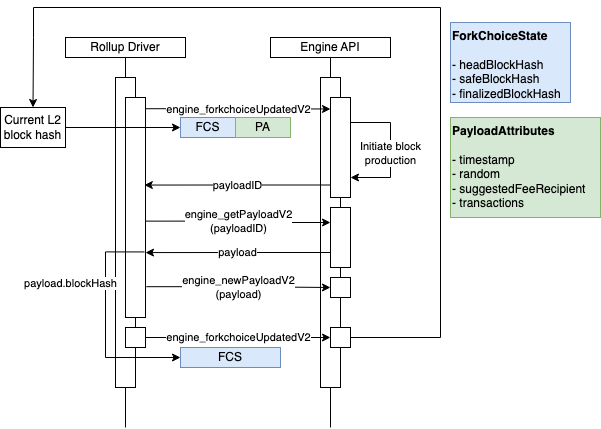 Rollup Driver
Engine API
ForkChoiceState
- headBlockHash
- safeBlockHash
- finalizedBlockHash
Current L2
block hash
engine_forkchoiceUpdatedV2
FCS
PA
Initiate block
production
PayloadAttributes
- timestamp
- random
- suggestedFeeRecipient
- transactions
payloadID
engine_getPayloadV2
(payloadID)
payload
payload.blockHash
engine_newPayloadV2
(payload)
engine_forkchoiceUpdatedV2
FCS